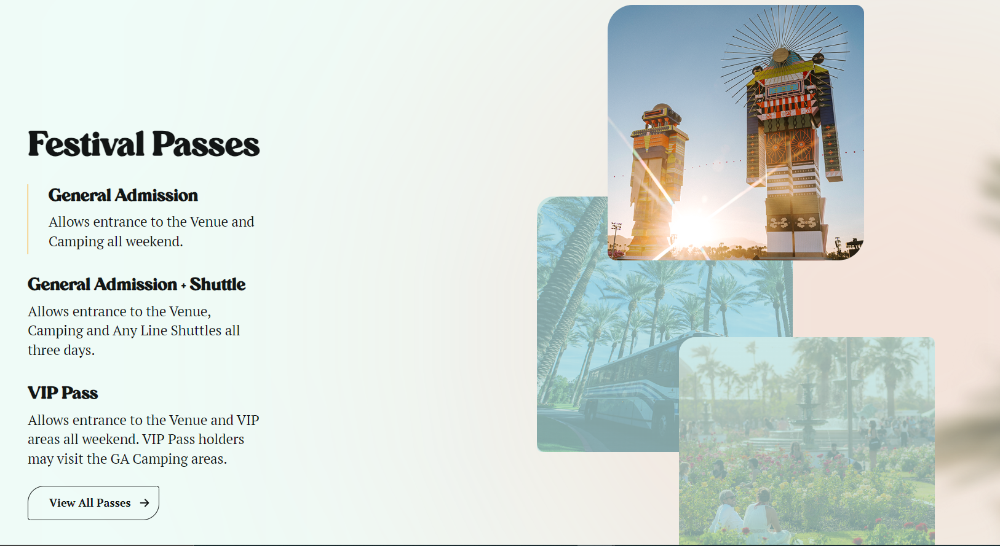 Festival Passes
General Admission
Allows entrance to the Venue and
Camping all weekend.
General Admission + Shuttle
Allows entrance to the Venue,
Camping and Any Line Shuttles all
three days.
VIP Pass
Allows entrance to the Venue and VIP
areas all weekend. VIP Pass holders
may visit the GA Camping areas.
View All Passes →